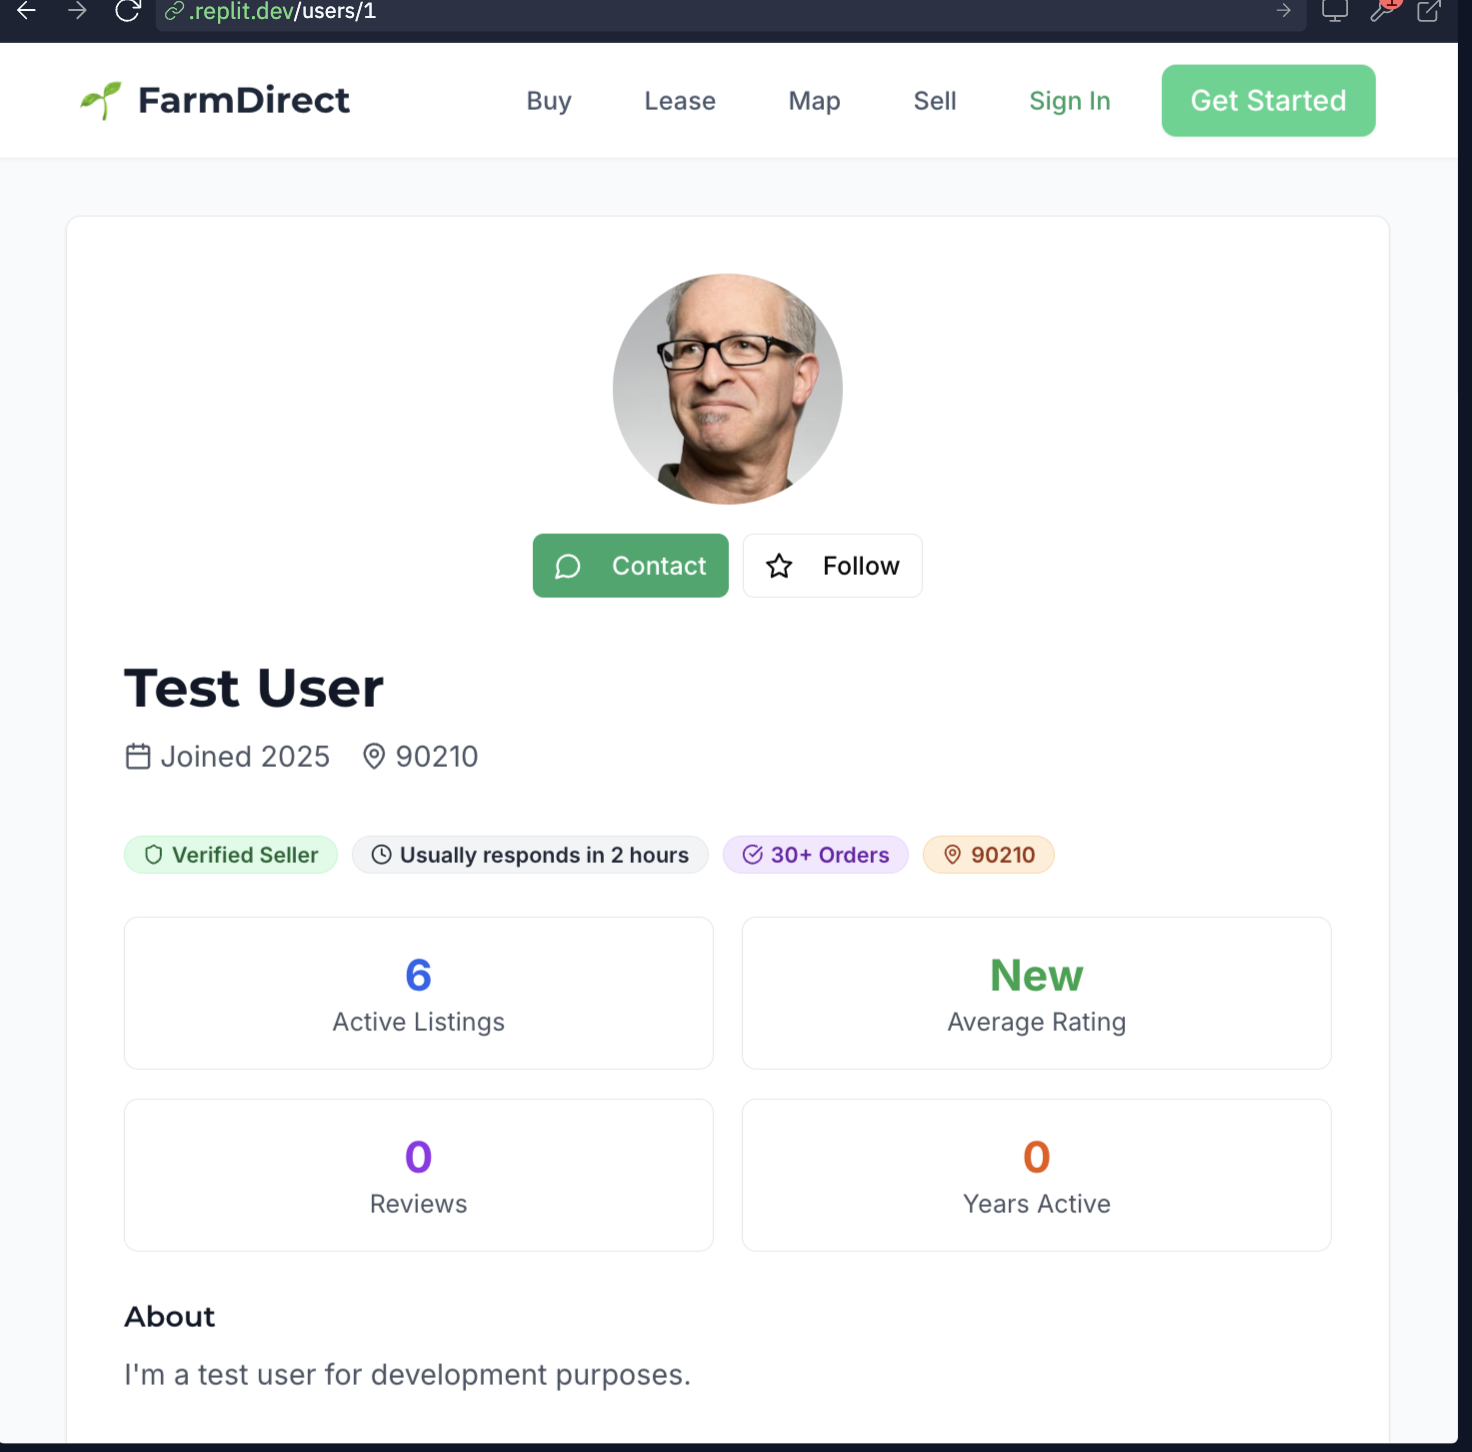 .replit.dev/users/1
1
FarmDirect
Buy
Lease
Map
Sell
Sign In
Get Started
Contact
Follow
Test User
Joined 2025
90210
Verified Seller
Usually responds in 2 hours
30+ Orders
90210
6
Active Listings
New
Average Rating
0
Reviews
0
Years Active
About
I'm a test user for development purposes.